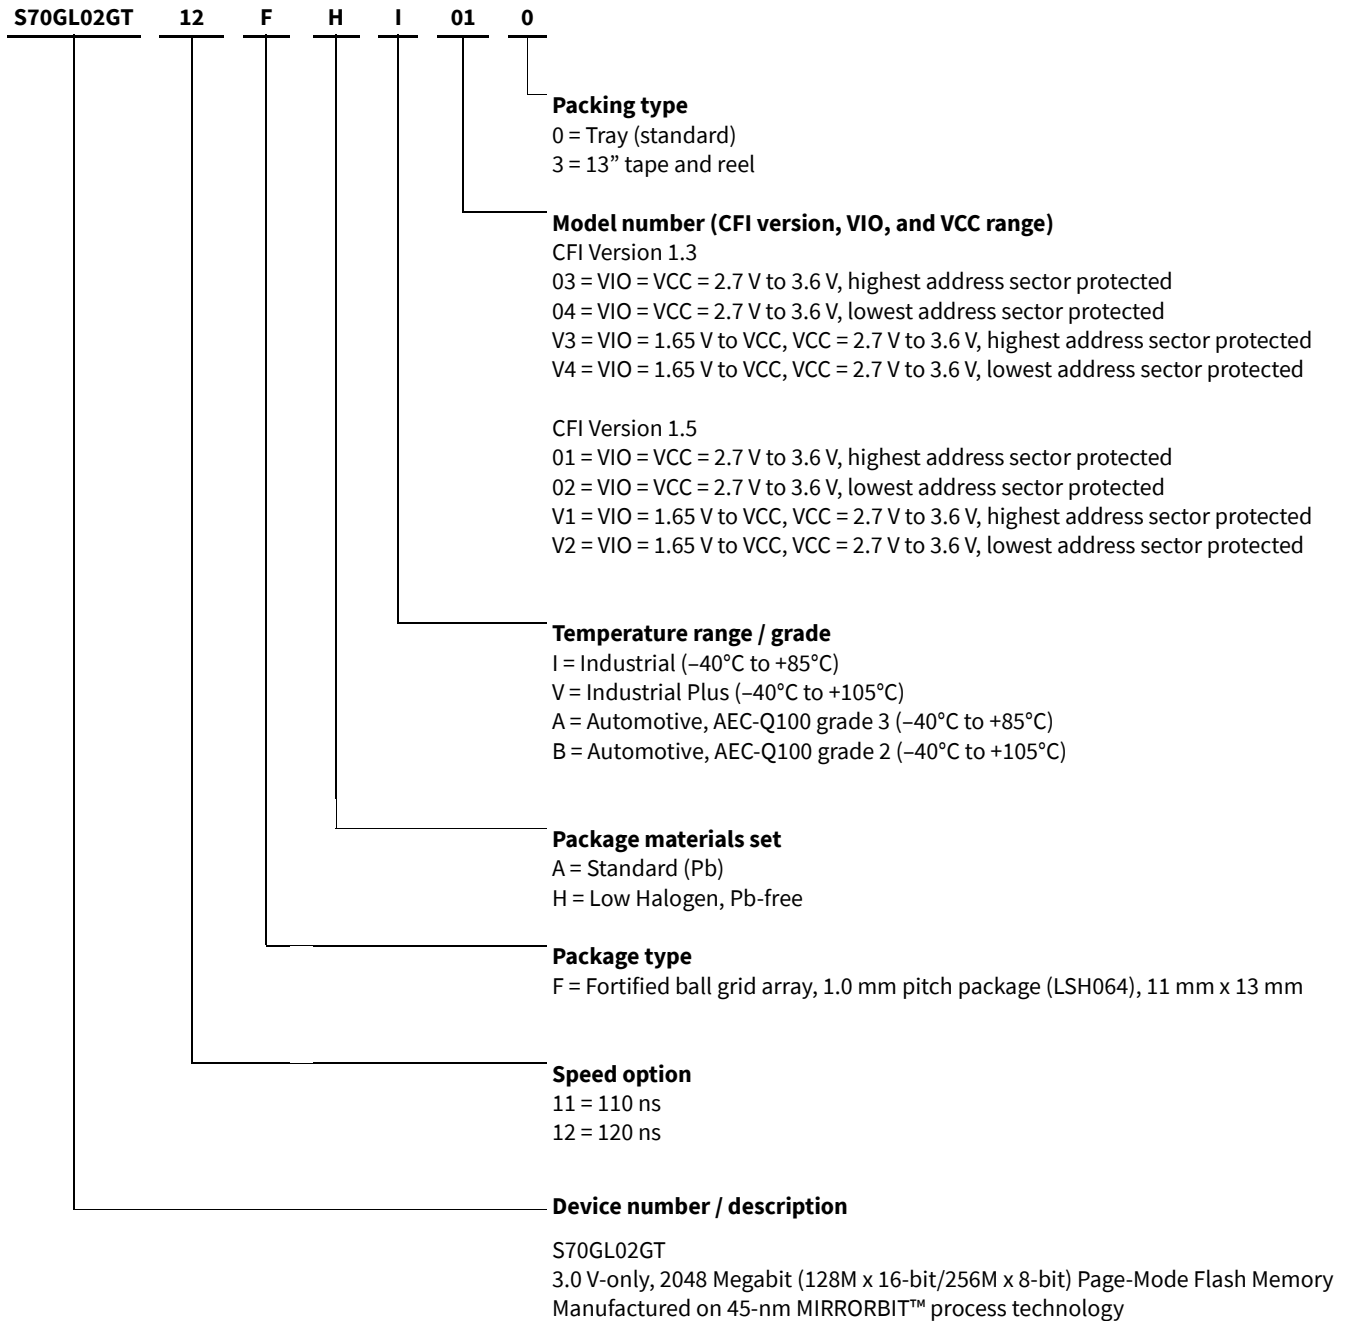 S70GL02GT 12 F H I 01 0
Packing type
0 = Tray (standard)
3 = 13” tape and reel
Model number (CFI version, VIO, and VCC range)
CFI Version 1.3
03 = VIO = VCC = 2.7 V to 3.6 V, highest address sector protected
04 = VIO = VCC = 2.7 V to 3.6 V, lowest address sector protected
V3 = VIO = 1.65 V to VCC, VCC = 2.7 V to 3.6 V, highest address sector protected
V4 = VIO = 1.65 V to VCC, VCC = 2.7 V to 3.6 V, lowest address sector protected
CFI Version 1.5
01 = VIO = VCC = 2.7 V to 3.6 V, highest address sector protected
02 = VIO = VCC = 2.7 V to 3.6 V, lowest address sector protected
V1 = VIO = 1.65 V to VCC, VCC = 2.7 V to 3.6 V, highest address sector protected
V2 = VIO = 1.65 V to VCC, VCC = 2.7 V to 3.6 V, lowest address sector protected
Temperature range / grade
I = Industrial (–40°C to +85°C)
V = Industrial Plus (–40°C to +105°C)
A = Automotive, AEC-Q100 grade 3 (–40°C to +85°C)
B = Automotive, AEC-Q100 grade 2 (–40°C to +105°C)
Package materials set
A = Standard (Pb)
H = Low Halogen, Pb-free
Package type
F = Fortified ball grid array, 1.0 mm pitch package (LSH064), 11 mm x 13 mm
Speed option
11 = 110 ns
12 = 120 ns
Device number / description
S70GL02GT
3.0 V-only, 2048 Megabit (128M x 16-bit/256M x 8-bit) Page-Mode Flash Memory
Manufactured on 45-nm MIRRORBIT™ process technology